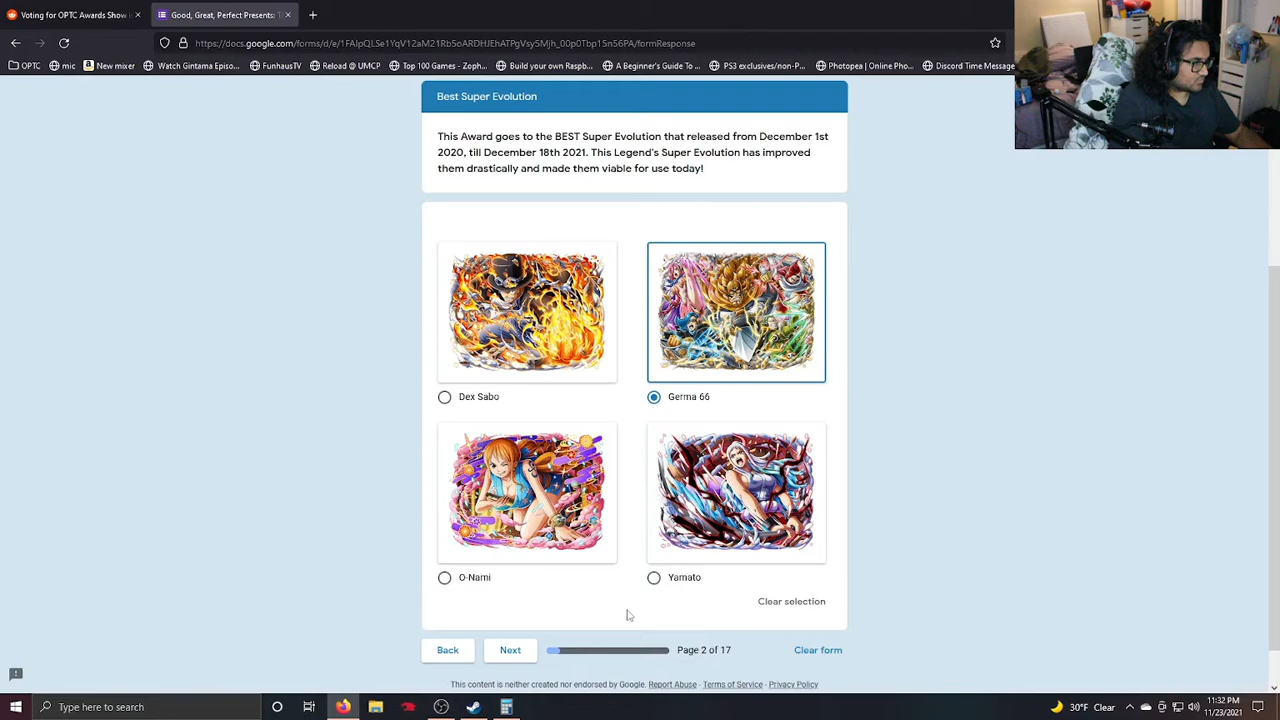 Voting for OPTC Awards Show i
Good, Great, Perfect Presents: T
https://docs.google.com/forms/d/e/1FAIpQLSe1YqV12aM21Rb5oARDHJEhATPgVsy5Mjh_00p0Tbp15n56PA/formResponse
OPTC mic New mixer Watch Gintama Episo... FunhausTV Reload @ UMCP Top 100 Games - Zoph... Build your own Raspb... A Beginner's Guide To ... PS3 exclusives/non-P... Photopea | Online Pho... Discord Time Message
Best Super Evolution
This Award goes to the BEST Super Evolution that released from December 1st
2020, till December 18th 2021. This Legend's Super Evolution has improved
them drastically and made them viable for use today!
Dex Sabo
Germa 66
O-Nami
Yamato
Clear selection
Back Next Page 2 of 17 Clear form
This content is neither created nor endorsed by Google. Report Abuse - Terms of Service - Privacy Policy
Type here to search
30°F Clear
11:32 PM
11/23/2021